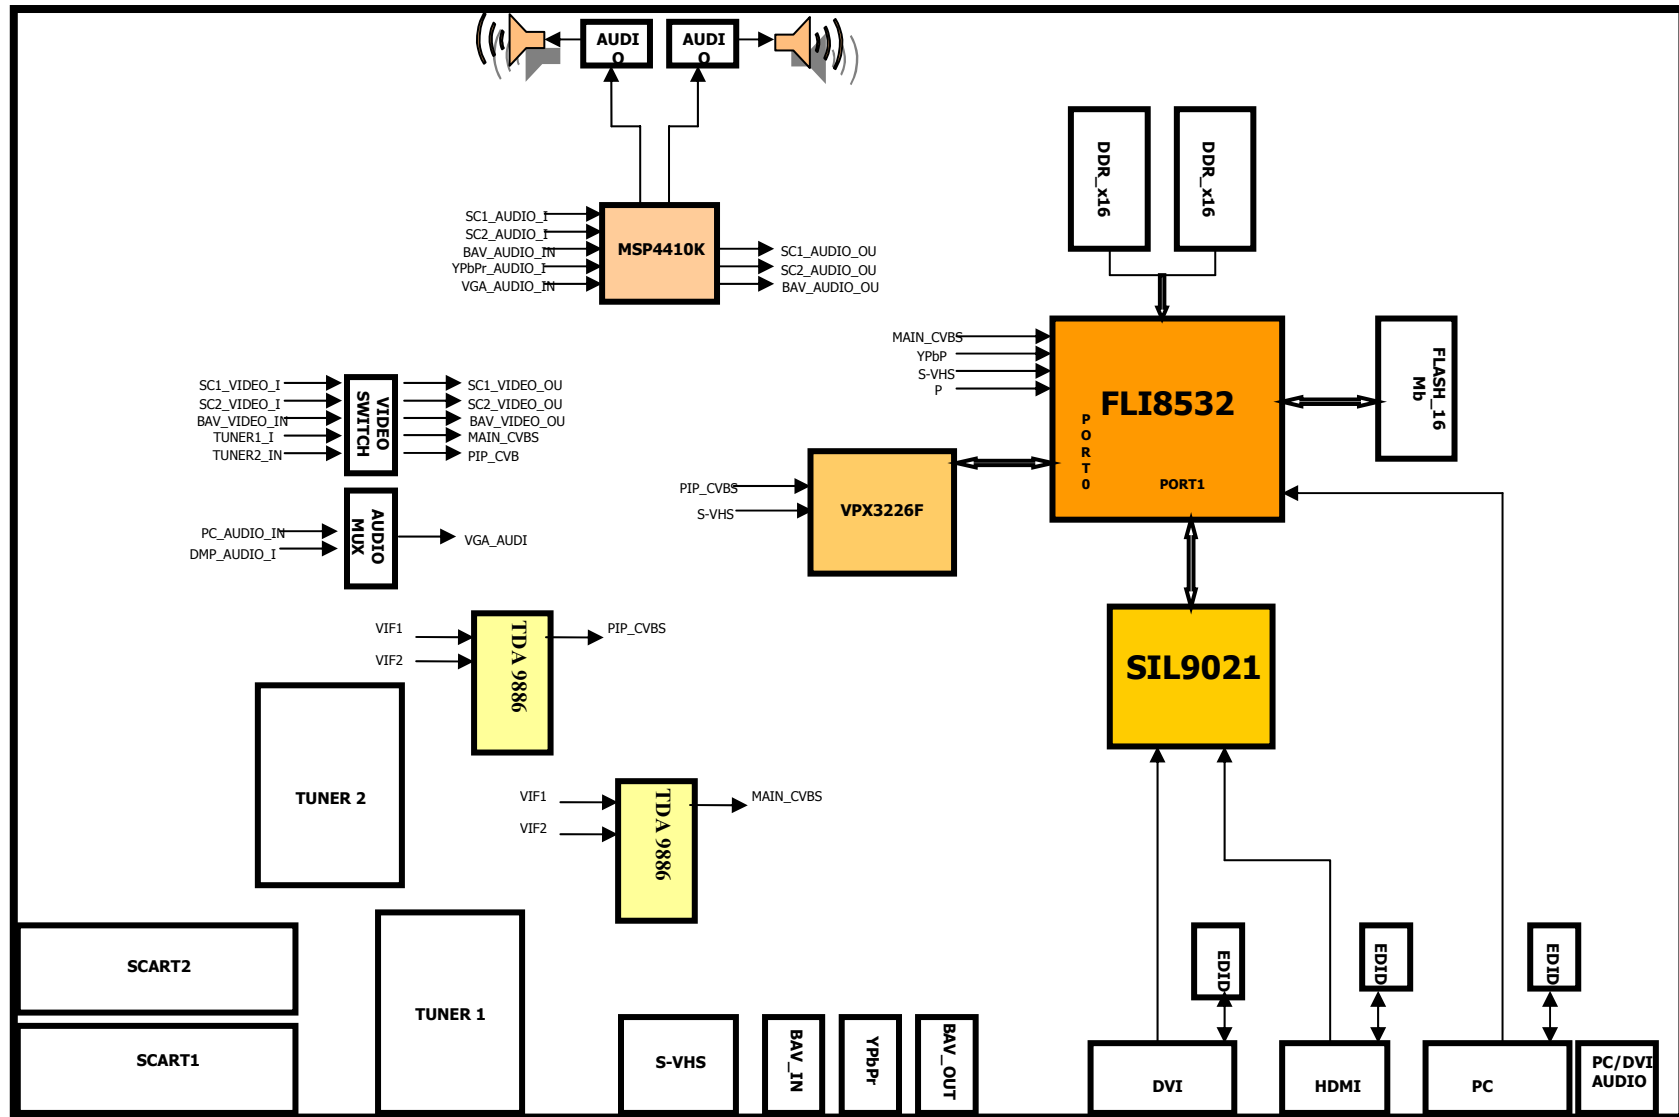 AUDI
O
AUDI
O
DDR_x16
DDR_x16
SC1_AUDIO_I
SC2_AUDIO_I
BAV_AUDIO_IN
YPbPr_AUDIO_I
VGA_AUDIO_IN
MSP4410K
SC1_AUDIO_OU
SC2_AUDIO_OU
BAV_AUDIO_OU
MAIN_CVBS
YPbP
S-VHS
P
FLI8532
PORT0
PORT1
FLASH_16
Mb
SC1_VIDEO_I
SC2_VIDEO_I
BAV_VIDEO_IN
TUNER1_I
TUNER2_IN
VIDEO
SWITCH
SC1_VIDEO_OU
SC2_VIDEO_OU
BAV_VIDEO_OU
MAIN_CVBS
PIP_CVB
PIP_CVBS
S-VHS
VPX3226F
PC_AUDIO_IN
DMP_AUDIO_I
AUDIO
MUX
VGA_AUDI
VIF1
VIF2
TDA 9886
PIP_CVBS
SIL9021
TUNER 2
VIF1
VIF2
TDA 9886
MAIN_CVBS
SCART2
SCART1
TUNER 1
S-VHS
BAV_IN
YPbPr
BAV_OUT
EDID
EDID
EDID
DVI
HDMI
PC
PC/DVI
AUDIO